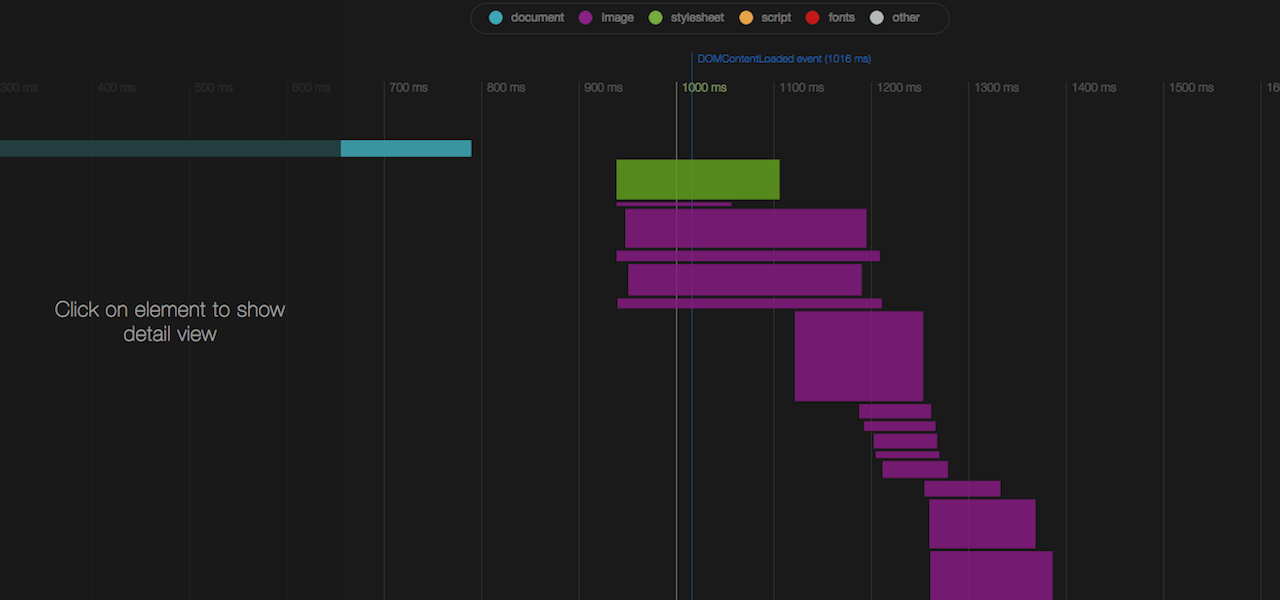 document image stylesheet script fonts other
DOMContentLoaded event (1016 ms)
300 ms 400 ms 500 ms 600 ms 700 ms 800 ms 900 ms 1000 ms 1100 ms 1200 ms 1300 ms 1400 ms 1500 ms 16
Click on element to show
detail view